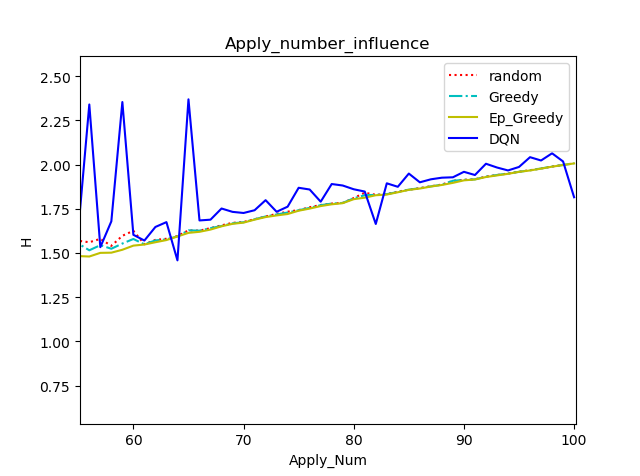 Apply_number_influence
random
Greedy
Ep_Greedy
DQN
2.50
2.25
2.00
1.75
1.50
1.25
1.00
0.75
H
60 70 80 90 100
Apply_Num